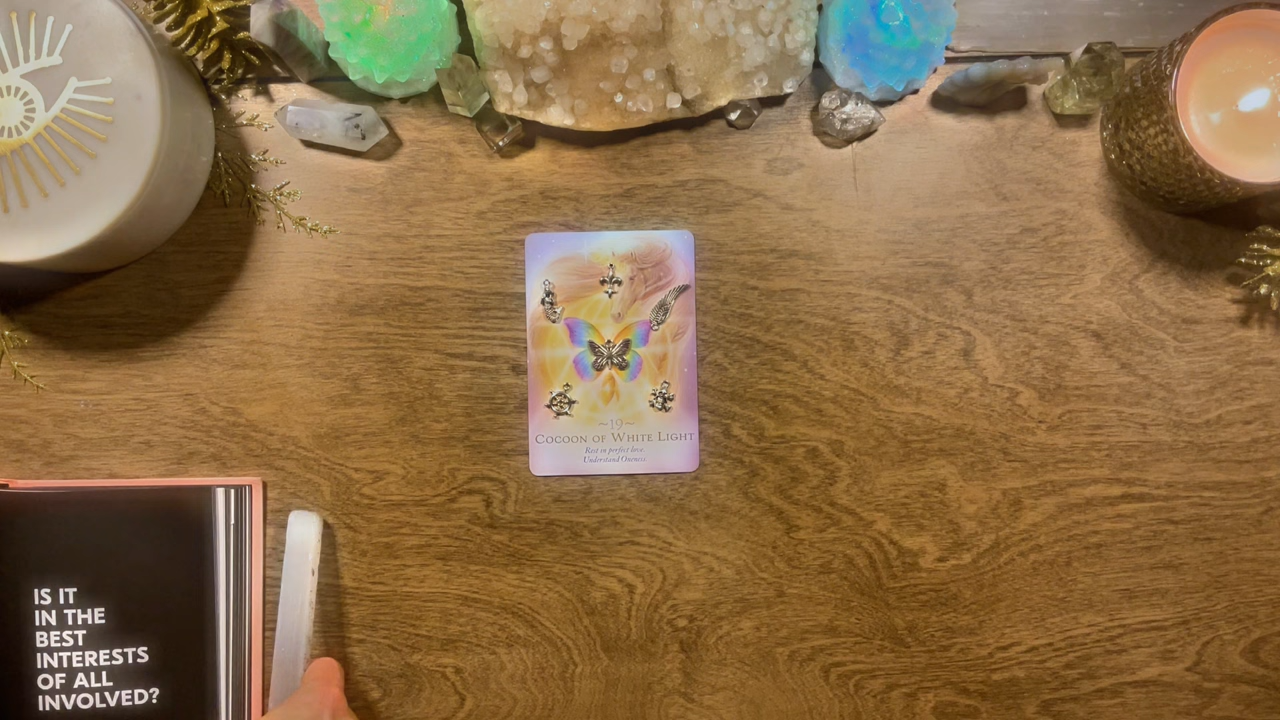 ~19~
COCOON OF WHITE LIGHT
Rest in perfect love.
Understand Oneness.
IS IT
IN THE
BEST
INTERESTS
OF ALL
INVOLVED?